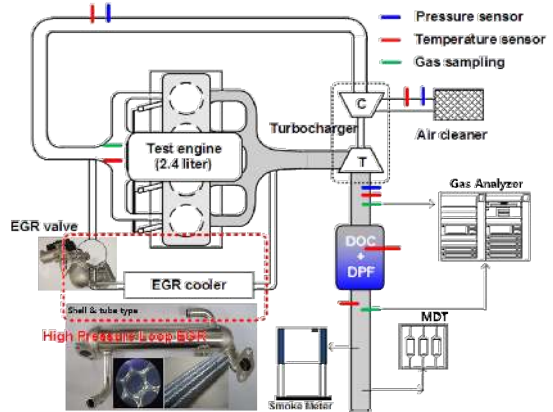 Pressure sensor
Temperature sensor
Gas sampling
C
Turbocharger
Air cleaner
Test engine
(2.4 liter)
T
Gas Analyzer
EGR valve
DOC
+
DPF
EGR cooler
Shell & tube type
High Pressure Loop EGR
MDT
Smoke Meter